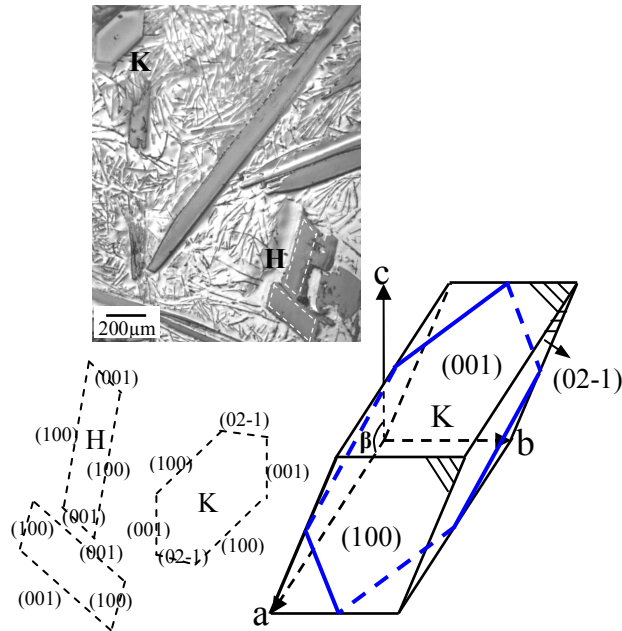 K
H
200μm
c
(001)
(02-1)
K
β
b
(100)
a
(001)
(100)
H
(100)
(001)
(100)
(001)
(001)
(100)
(02-1)
(100)
(001)
K
(001)
(100)
(02-1)